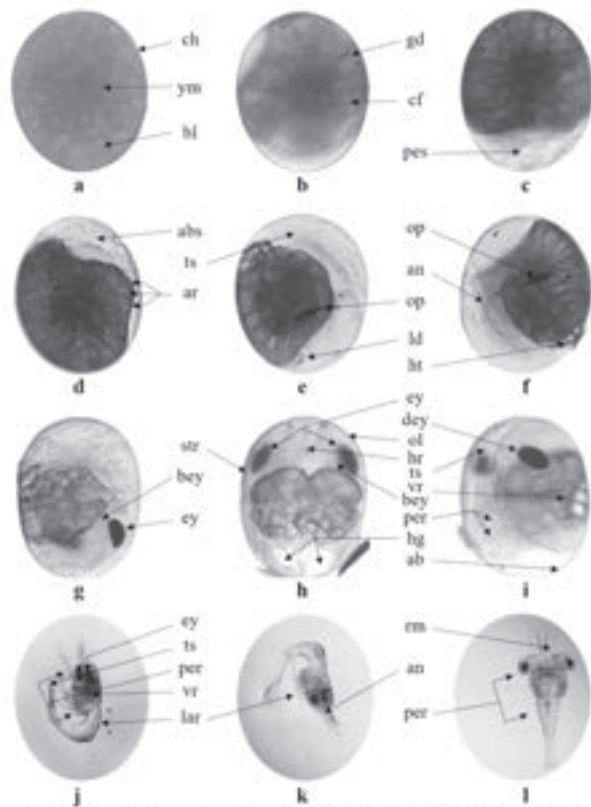 ch
ym
bl
gd
cf
pes
a
b
c
abs
ts
ar
op
an
op
ld
ht
d
e
f
str
bey
ey
ey
ol
br
bey
hg
dey
ts
vr
per
ab
g
h
i
ey
ts
per
vr
lar
an
rm
per
j
k
l